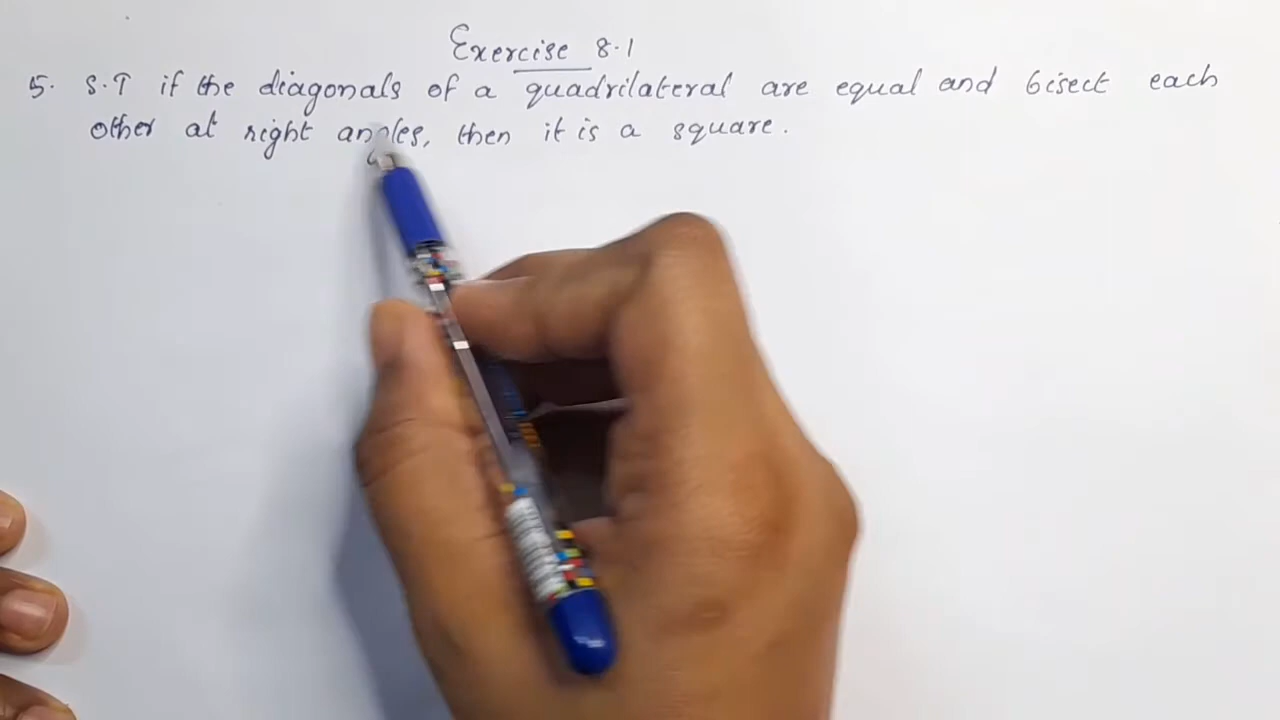 Exercise 8.1
5. S.T if the diagonals of a quadrilateral are equal and bisect each
other at right angles, then it is a square.